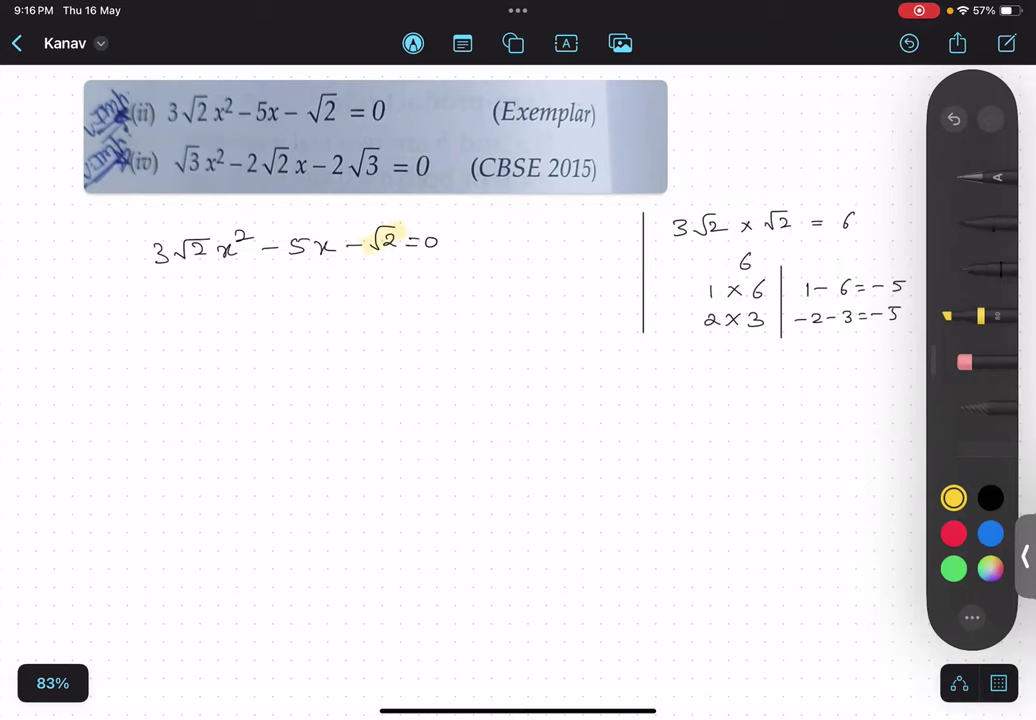 9:16 PM Thu 16 May
57%
Kanav
A
(ii) 3√2 x² – 5x – √2 = 0 (Exemplar)
(iv) √3 x² – 2√2 x – 2√3 = 0 (CBSE 2015)
3√2 x² – 5x – √2 = 0
3√2 × √2 = 6
6
1 × 6 | 1 – 6 = – 5
2 × 3 | – 2 – 3 = – 5
A
80
83%